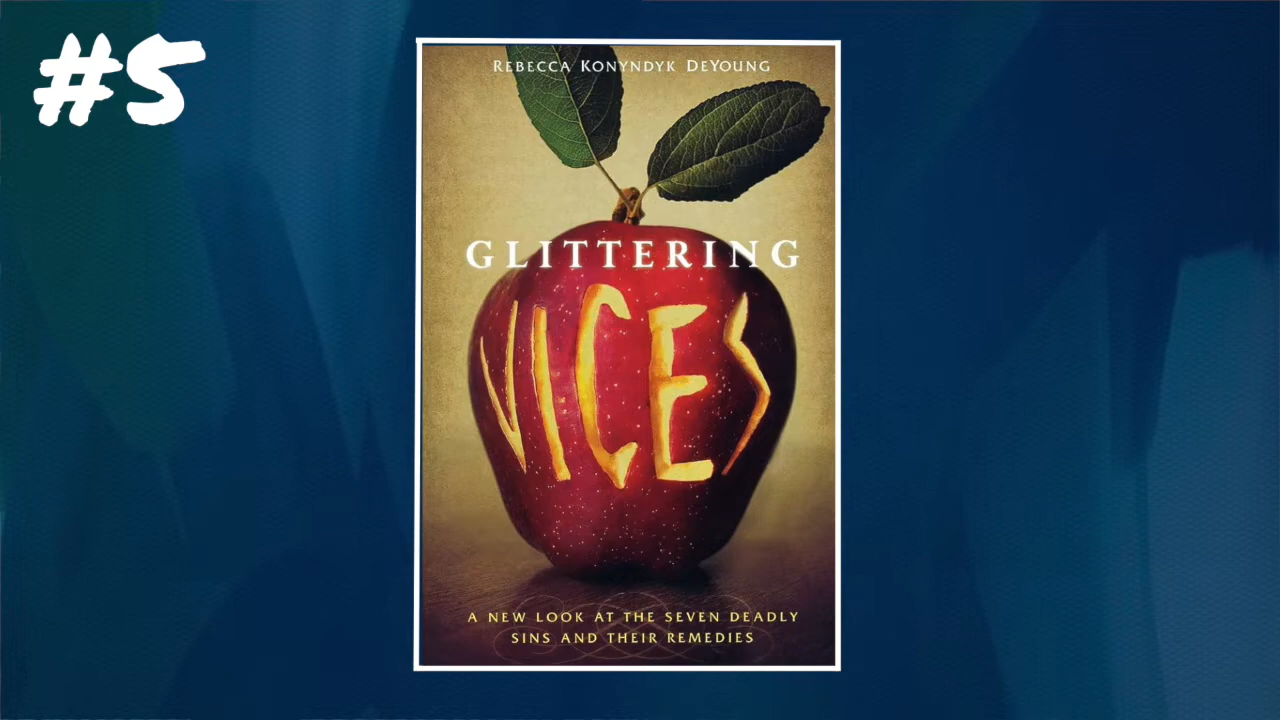 #5
REBECCA KONYNDYK DEYOUNG
GLITTERING
VICES
A NEW LOOK AT THE SEVEN DEADLY
SINS AND THEIR REMEDIES